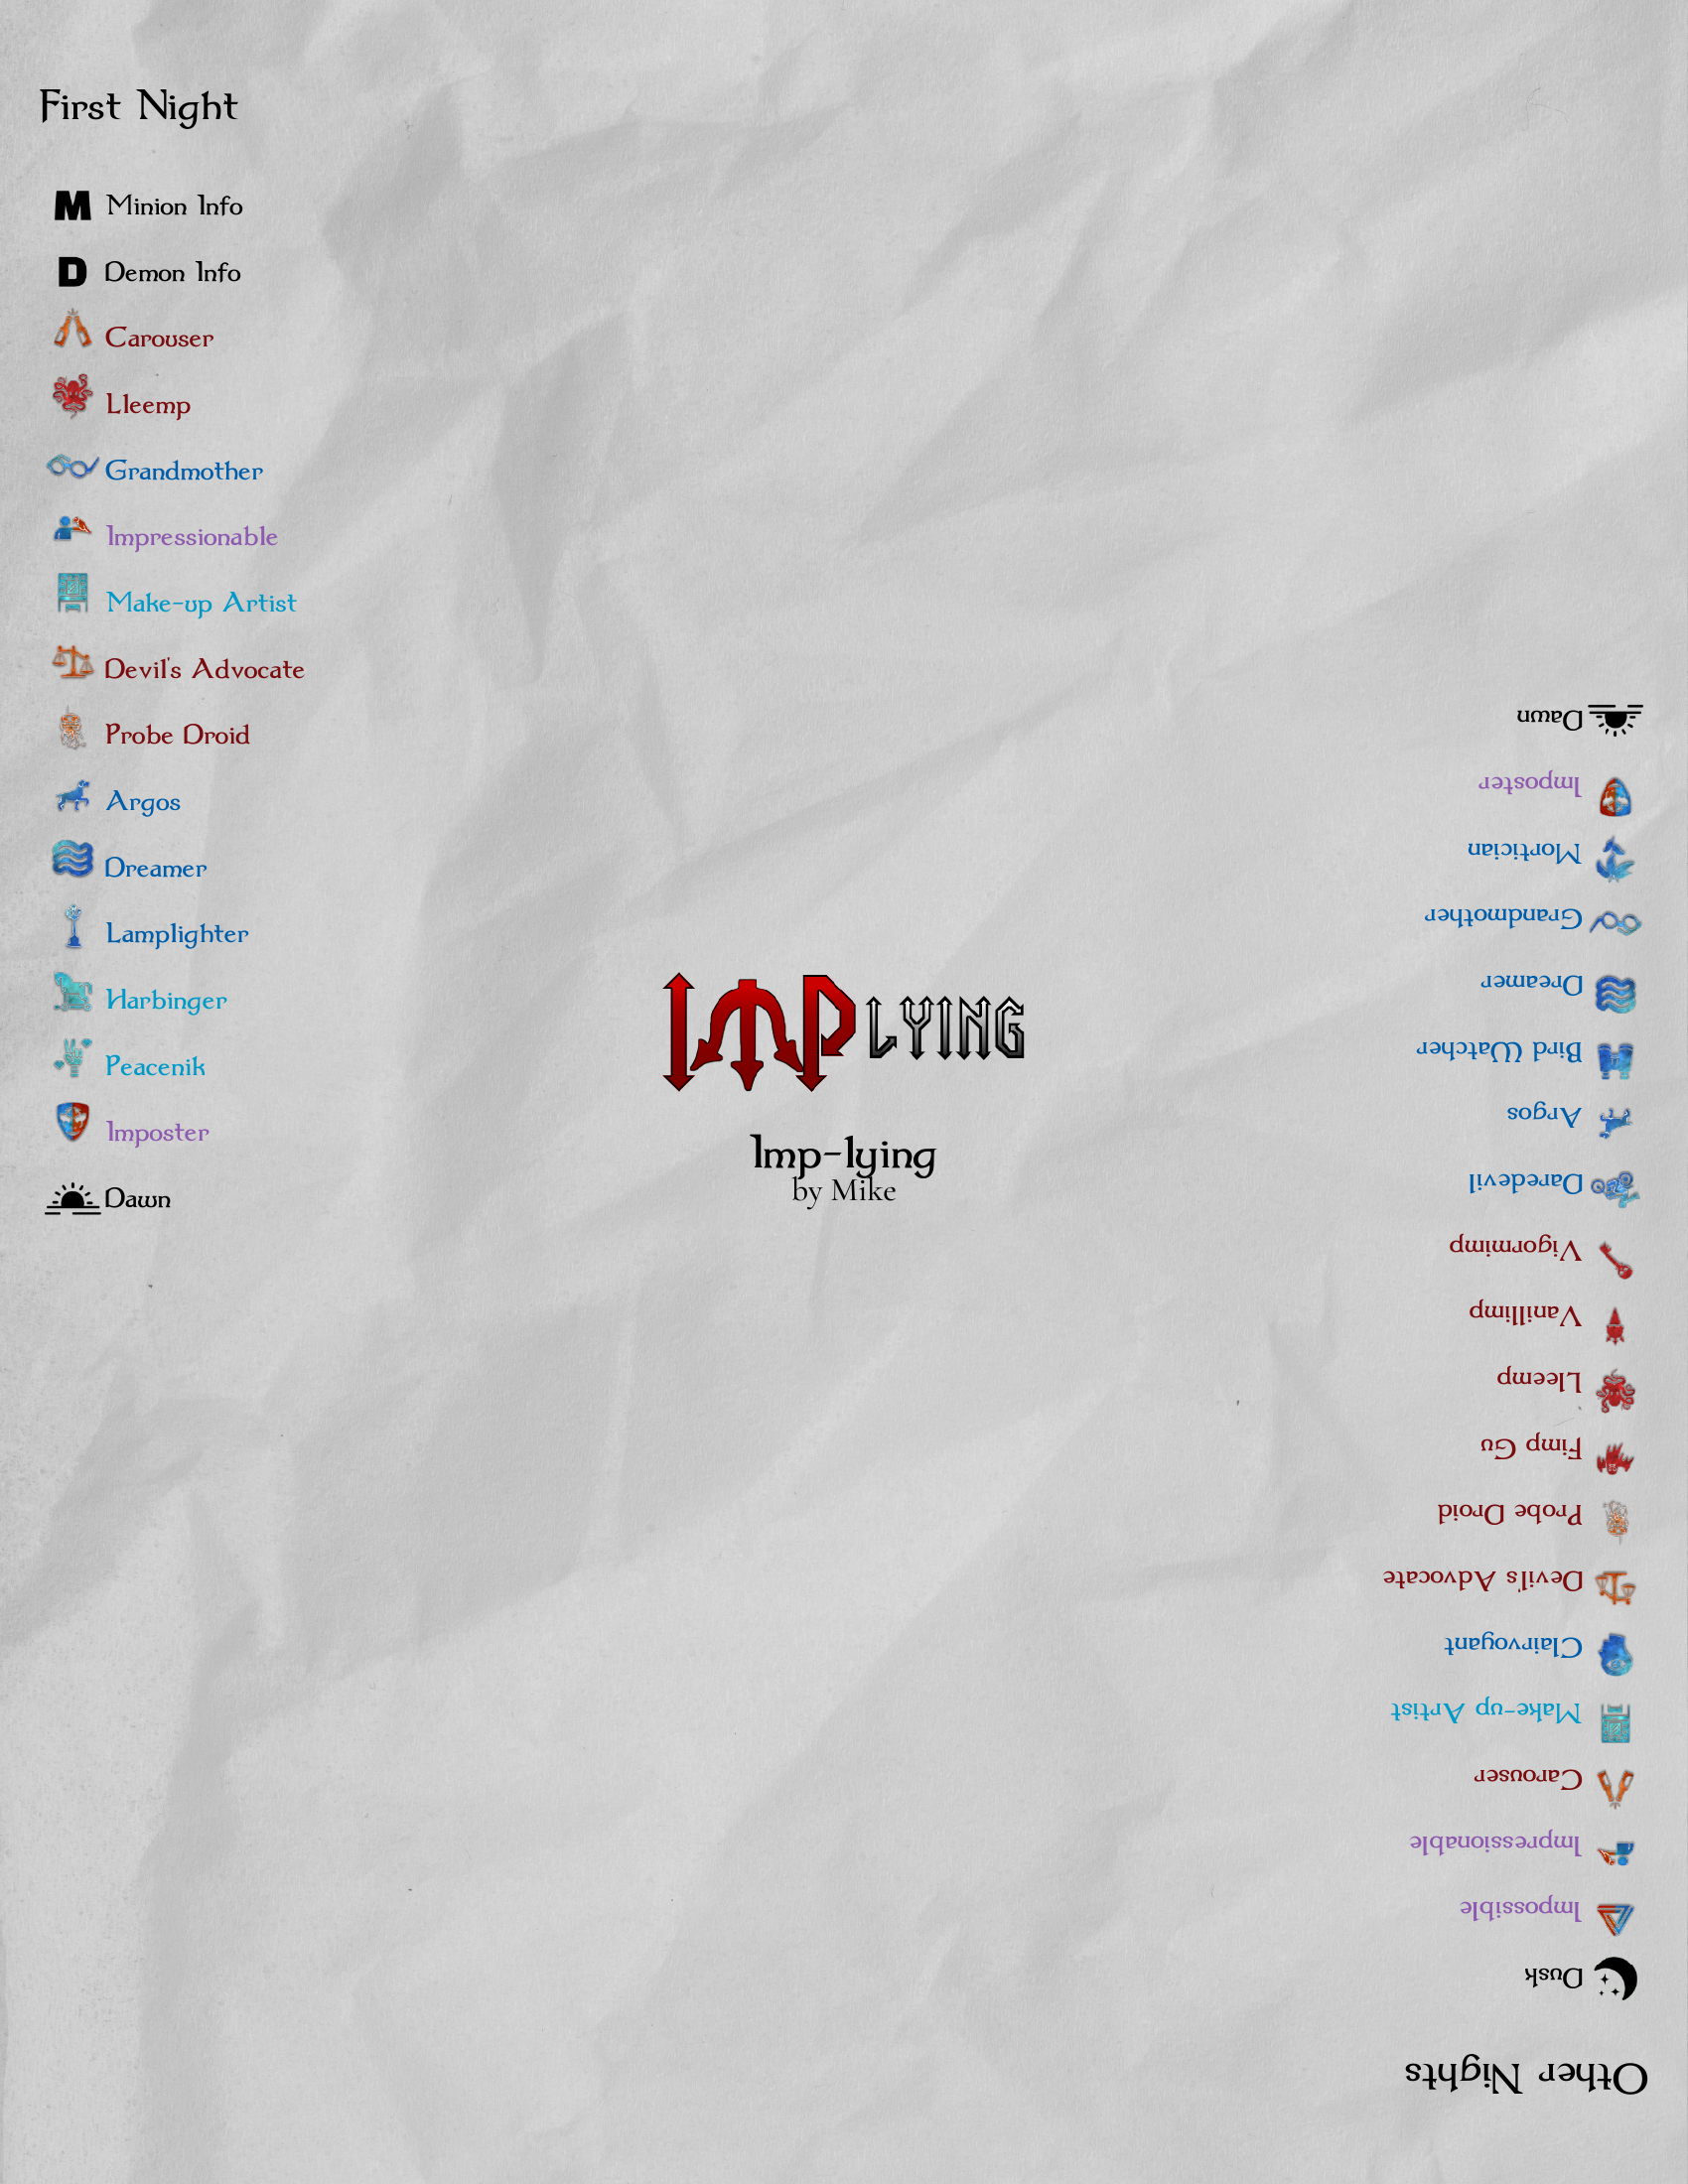 First Night
M Minion Info
D Demon Info
Carouser
Lleemp
Grandmother
Impressionable
Make-up Artist
Devil's Advocate
Probe Droid
Argos
Dreamer
Lamplighter
Harbinger
Peacenik
Imposter
Dawn
IMP LYING
Imp-lying
by Mike
Other Nights
Dusk
Impossible
Impressionable
Carouser
Make-up Artist
Clairvoyant
Devil's Advocate
Probe Droid
Fimp Gu
Lleemp
Vanillimp
Vigormimp
Daredevil
Argos
Bird Watcher
Dreamer
Grandmother
Mortician
Imposter
Dawn